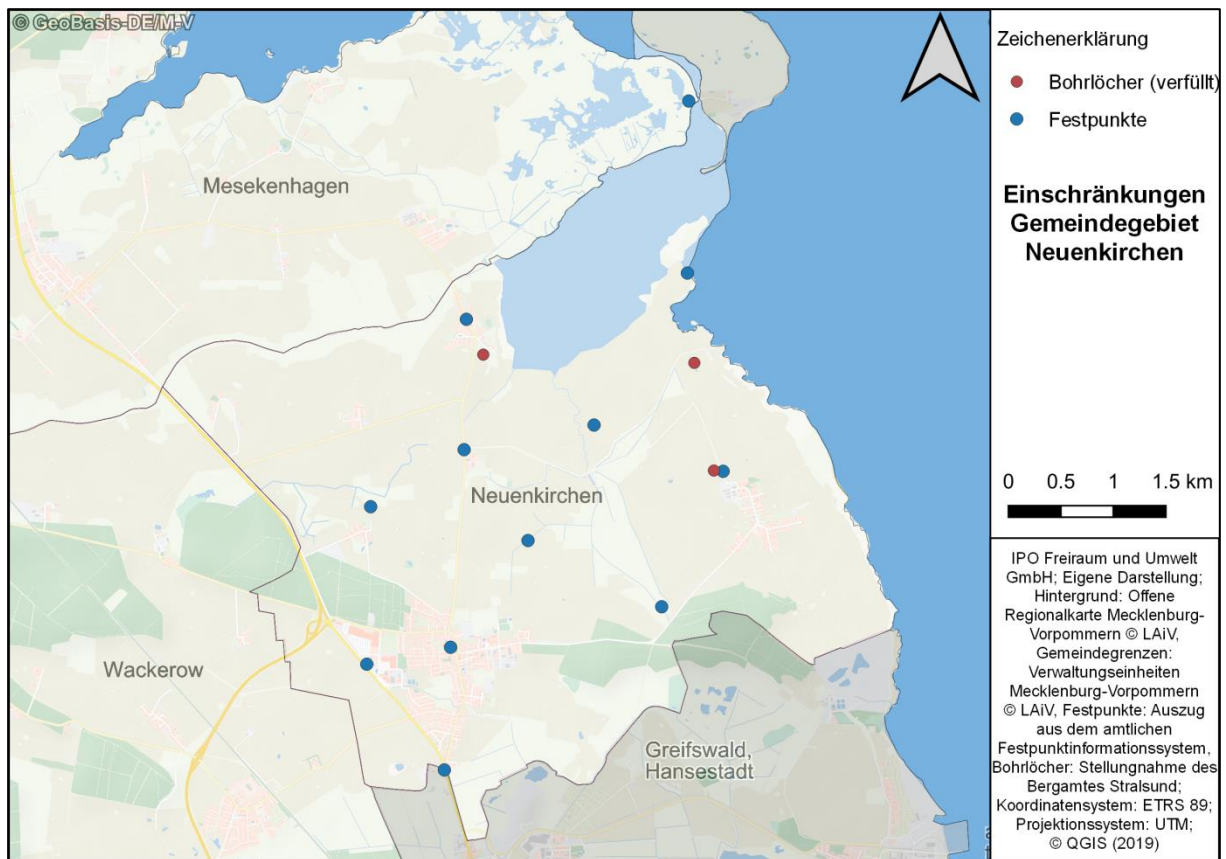 © GeoBasis-DE/M-V
Mesekenhagen
Neuenkirchen
Wackerow
Greifswald,
Hansestadt
Zeichenerklärung
Bohrlöcher (verfüllt)
Festpunkte
Einschränkungen
Gemeindegebiet
Neuenkirchen
0 0.5 1 1.5 km
IPO Freiraum und Umwelt
GmbH; Eigene Darstellung;
Hintergrund: Offene
Regionalkarte Mecklenburg-
Vorpommern © LAiV,
Gemeindegrenzen:
Verwaltungseinheiten
Mecklenburg-Vorpommern
© LAiV, Festpunkte: Auszug
aus dem amtlichen
Festpunktinformationssystem,
Bohrlöcher: Stellungnahme des
Bergamtes Stralsund;
Koordinatensystem: ETRS 89;
Projektionssystem: UTM;
© QGIS (2019)